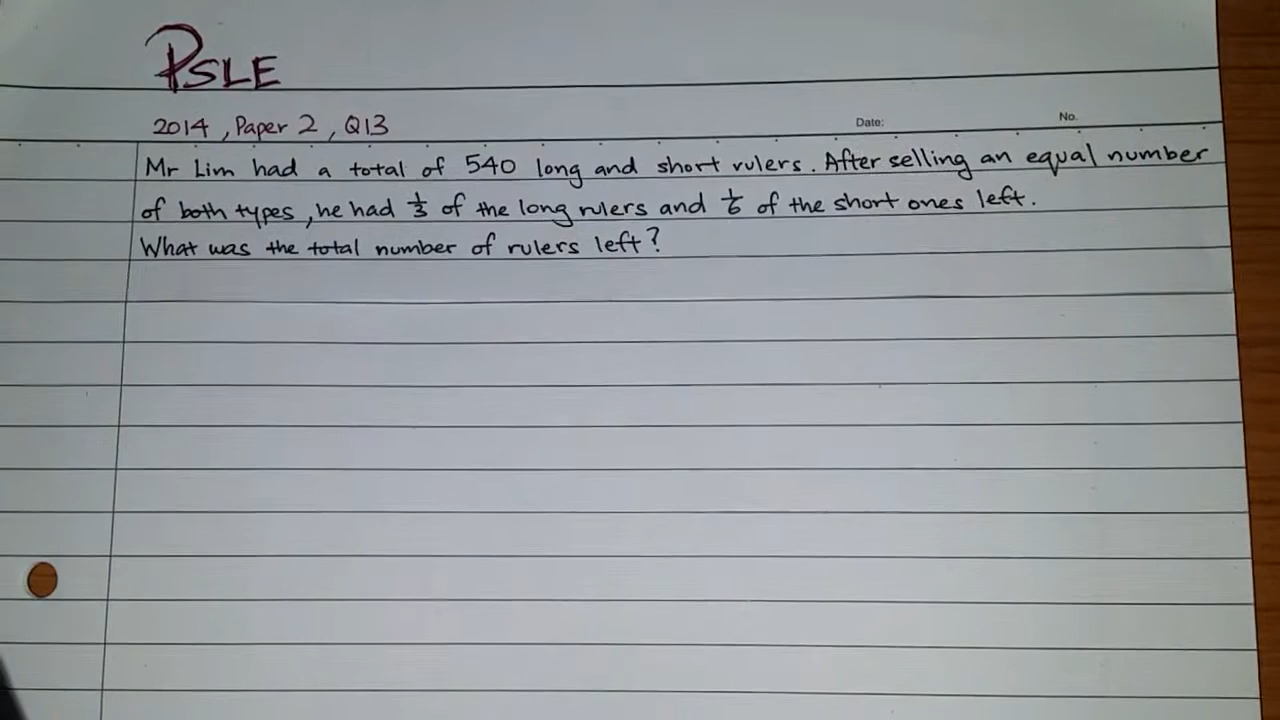 PSLE
2014, Paper 2, Q13
Date:
No.
Mr Lim had a total of 540 long and short rulers. After selling an equal number
of both types, he had 1/3 of the long rulers and 1/6 of the short ones left.
What was the total number of rulers left?